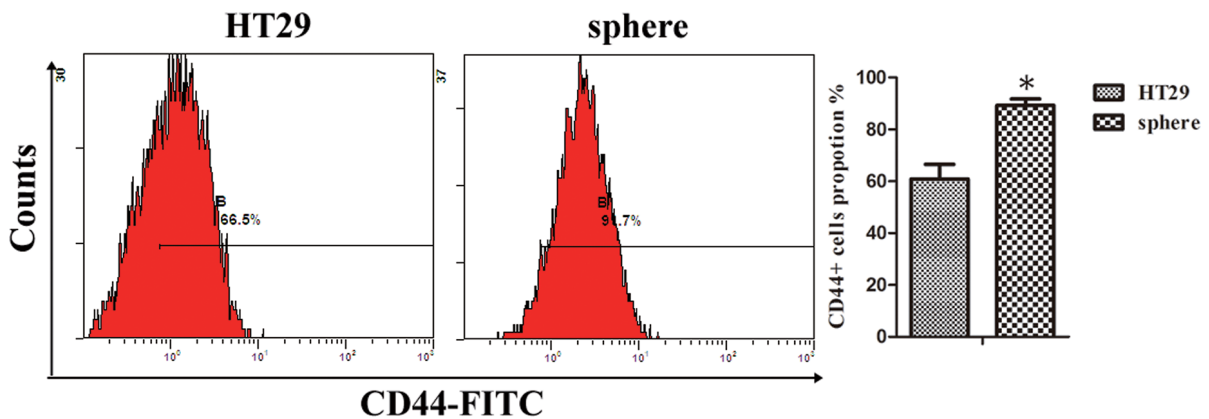 HT29
sphere
30
37
Counts
B
66.5%
B
91.7%
10⁰ 10¹ 10² 10³
10⁰ 10¹ 10² 10³
CD44-FITC
CD44+ cells propotion %
100
80
60
40
20
0
*
HT29
sphere